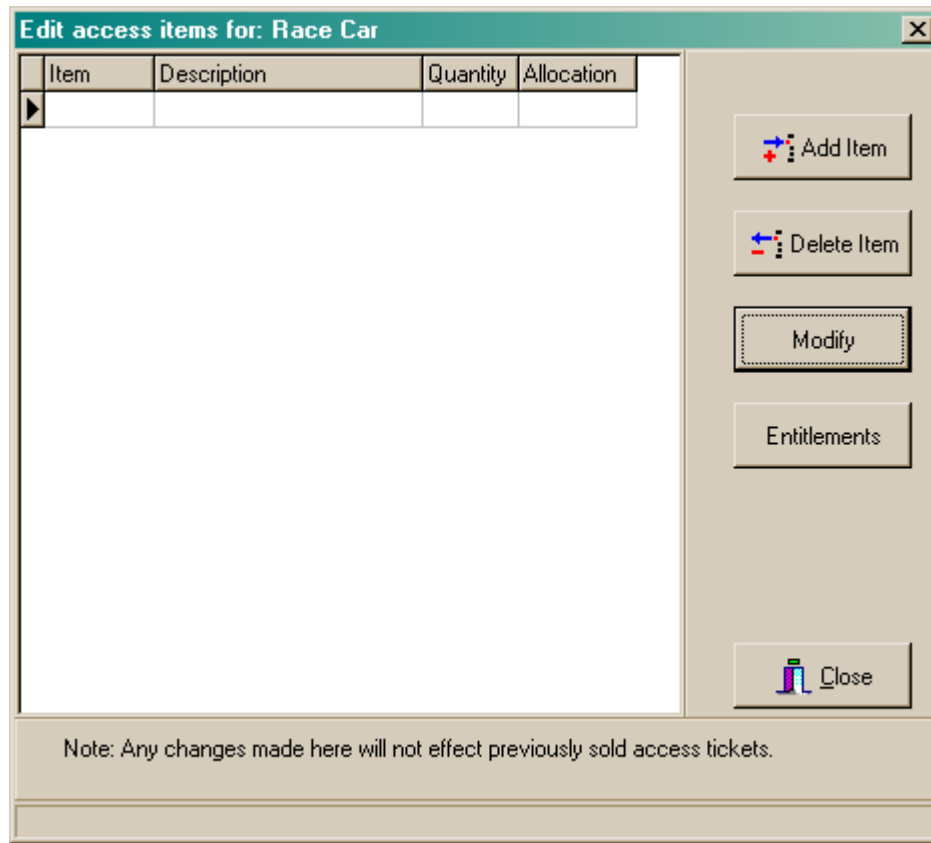 Edit access items for: Race Car
Item Description Quantity Allocation
Add Item
Delete Item
Modify
Entitlements
Close
Note: Any changes made here will not effect previously sold access tickets.